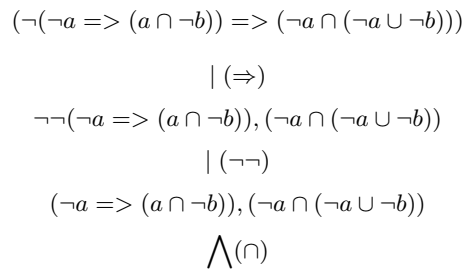 (¬(¬a => (a ∩ ¬b)) => (¬a ∩ (¬a ∪ ¬b)))
| (⇒)
¬¬(¬a => (a ∩ ¬b)), (¬a ∩ (¬a ∪ ¬b))
| (¬¬)
(¬a => (a ∩ ¬b)), (¬a ∩ (¬a ∪ ¬b))
⋀(∩)